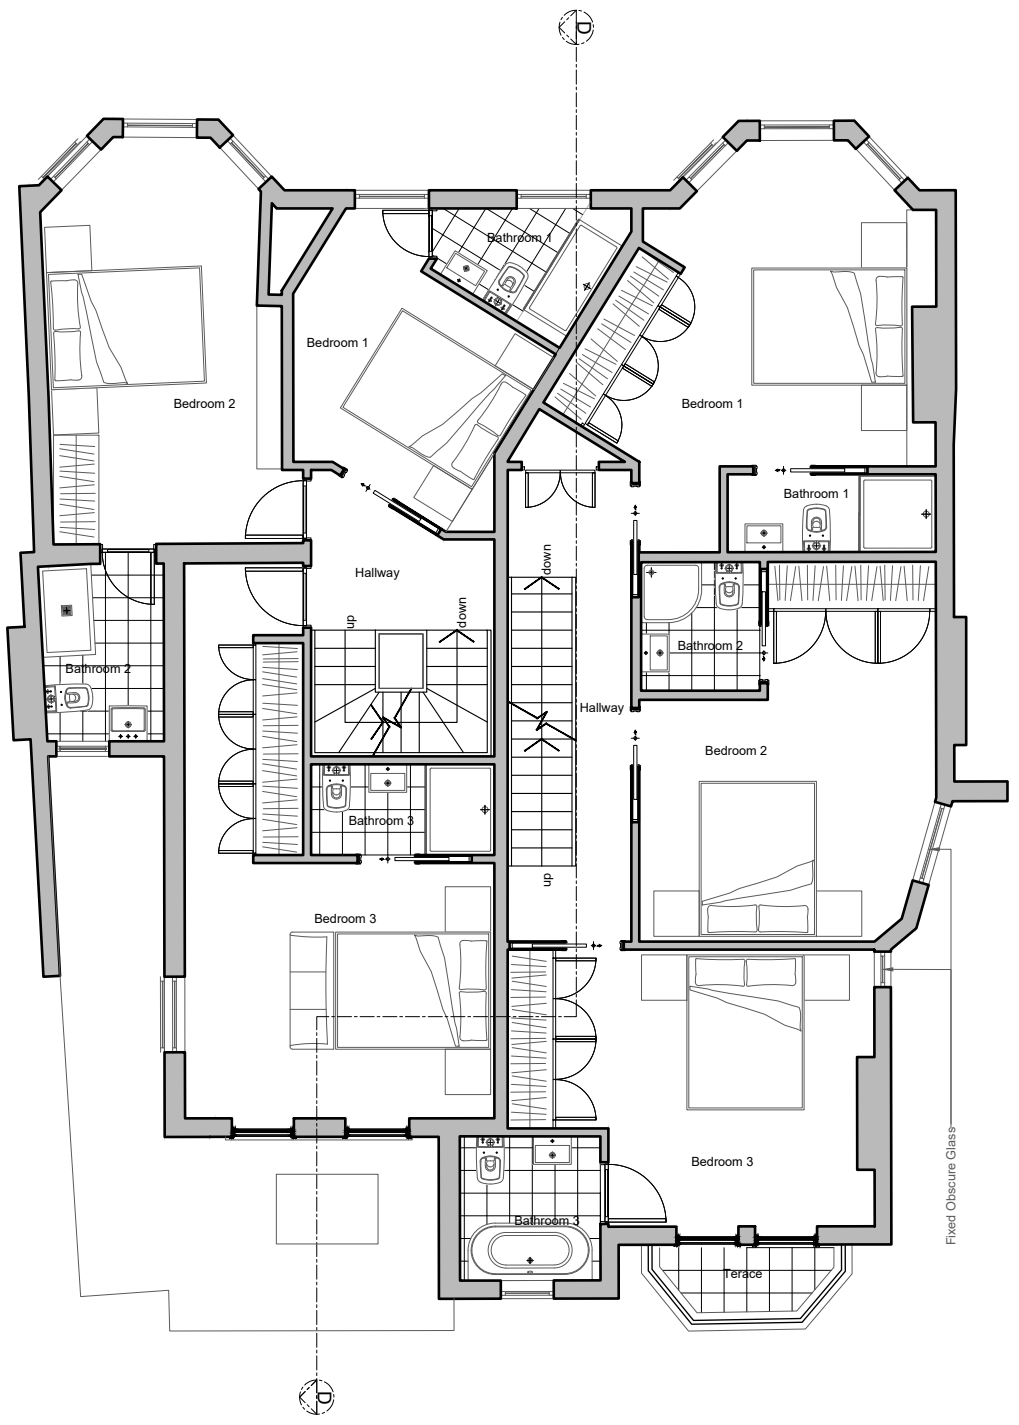 D
Bathroom 1
Bedroom 1
Bedroom 2
Bedroom 1
Bathroom 1
down
Hallway
up
down
Bathroom 2
Bathroom 2
Hallway
Bedroom 2
Bathroom 3
up
Bedroom 3
Fixed Obscure Glass
Bedroom 3
Bathroom 3
Terace
D